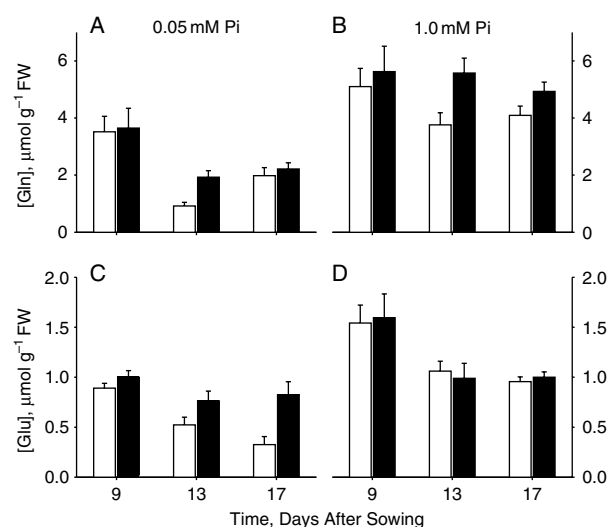 A 0.05 mM Pi
B 1.0 mM Pi
[Gln], μmol g⁻¹ FW
6
4
2
0
6
4
2
0
C
D
[Glu], μmol g⁻¹ FW
2.0
1.5
1.0
0.5
0.0
2.0
1.5
1.0
0.5
0.0
9 13 17 9 13 17
Time, Days After Sowing